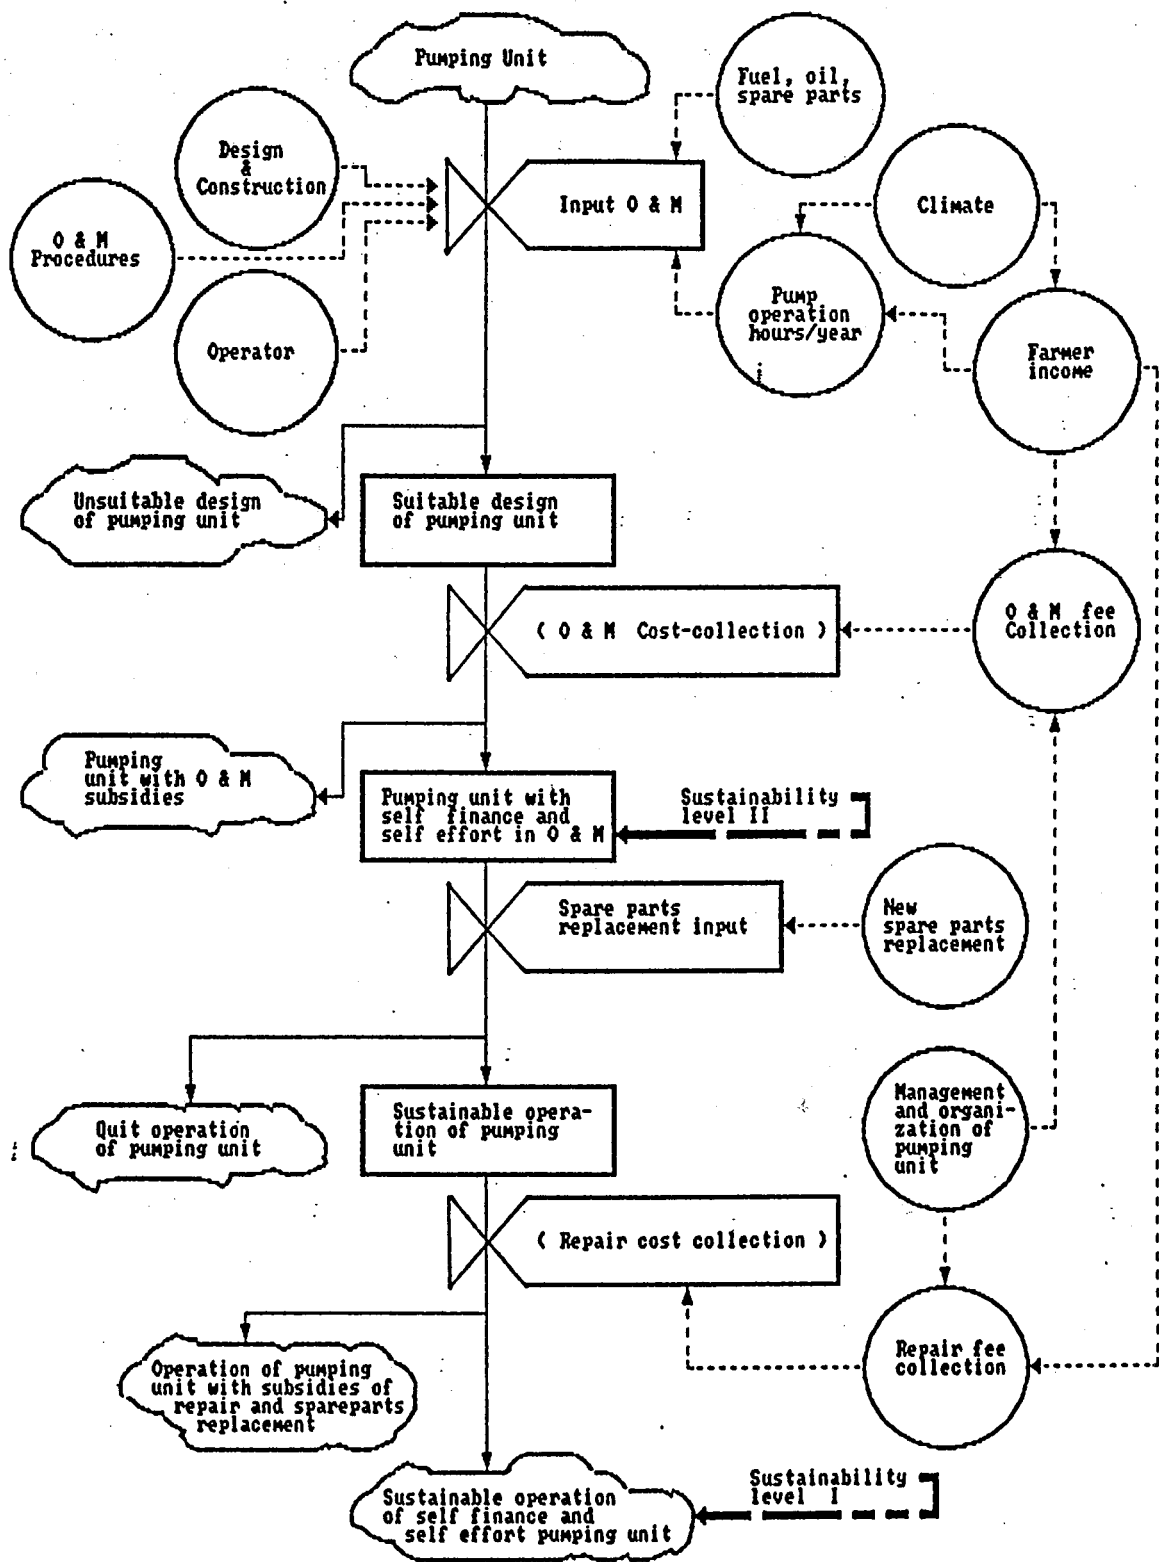 Pumping Unit
Fuel, oil,
spare parts
Design
&
Construction
Input O & M
Climate
O & M
Procedures
Pump
operation
hours/year
Operator
Farmer
income
Unsuitable design
of pumping unit
Suitable design
of pumping unit
( O & M Cost-collection )
O & M fee
Collection
Pumping
unit with O & M
subsidies
Pumping unit with
self finance and
self effort in O & M
Sustainability
level II
Spare parts
replacement input
New
spare parts
replacement
Quit operation
of pumping unit
Sustainable opera-
tion of pumping
unit
Management
and organi-
zation of
pumping
unit
( Repair cost collection )
Repair fee
collection
Operation of pumping
unit with subsidies of
repair and spareparts
replacement
Sustainable operation
of self finance and
self effort pumping unit
Sustainability
level I